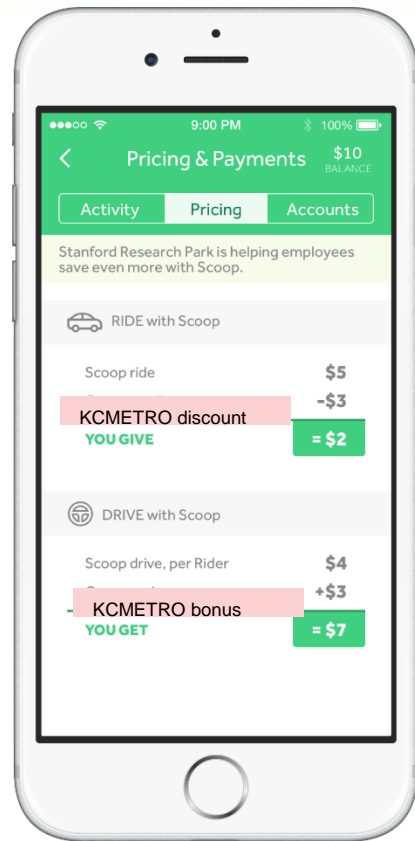 9:00 PM
100%
Pricing & Payments
$10
BALANCE
Activity Pricing Accounts
Stanford Research Park is helping employees
save even more with Scoop.
RIDE with Scoop
Scoop ride $5
KCMETRO discount -$3
YOU GIVE = $2
DRIVE with Scoop
Scoop drive, per Rider $4
KCMETRO bonus +$3
YOU GET = $7